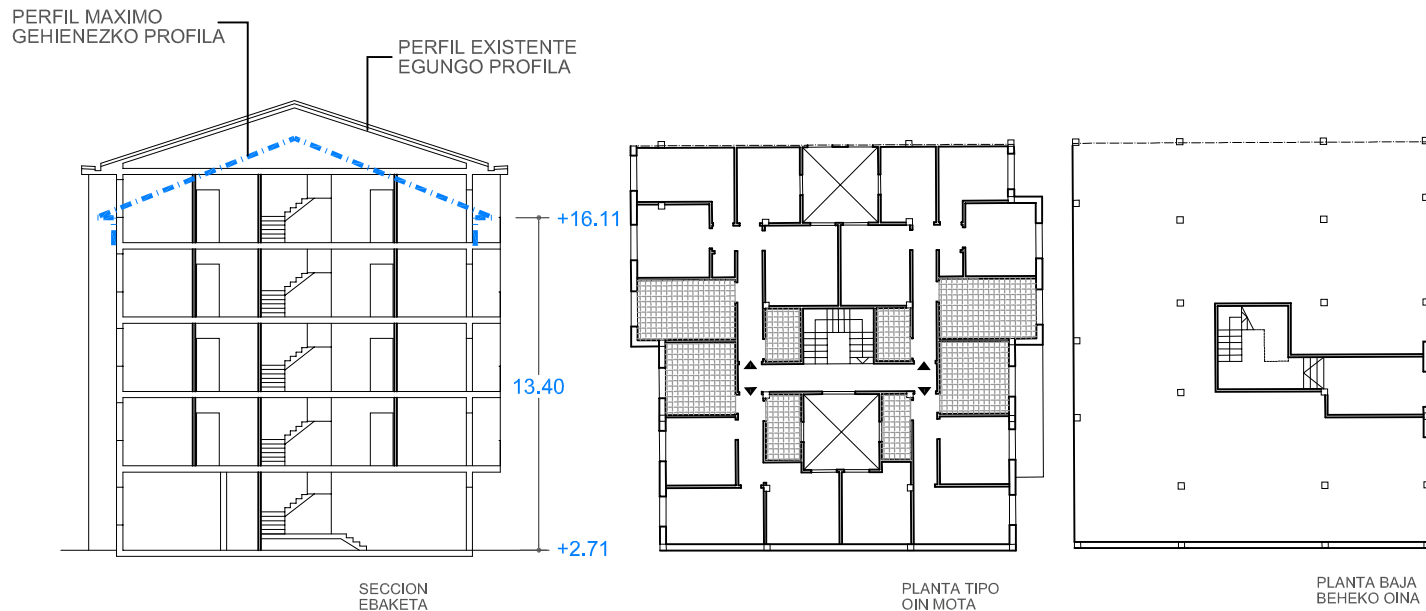 PERFIL MAXIMO
GEHIENEZKO PROFILA
PERFIL EXISTENTE
EGUNGO PROFILA
+16.11
13.40
+2.71
SECCION
EBAKETA
PLANTA TIPO
OIN MOTA
PLANTA BAJA
BEHEKO OINA